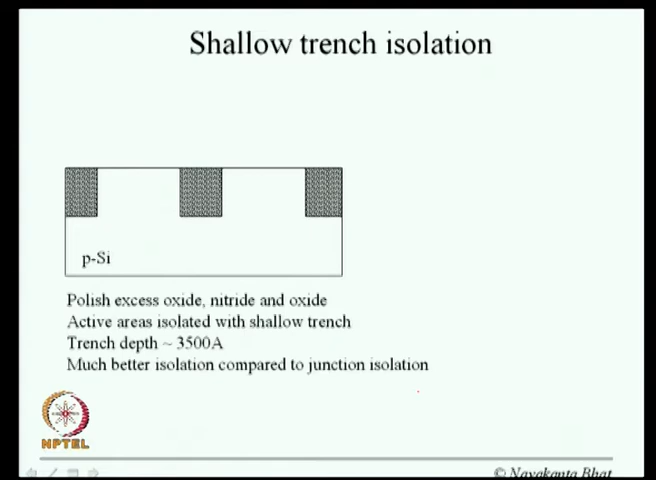 Shallow trench isolation
p-Si
Polish excess oxide, nitride and oxide
Active areas isolated with shallow trench
Trench depth ~ 3500A
Much better isolation compared to junction isolation
NPTEL
© Navakanta Bhat